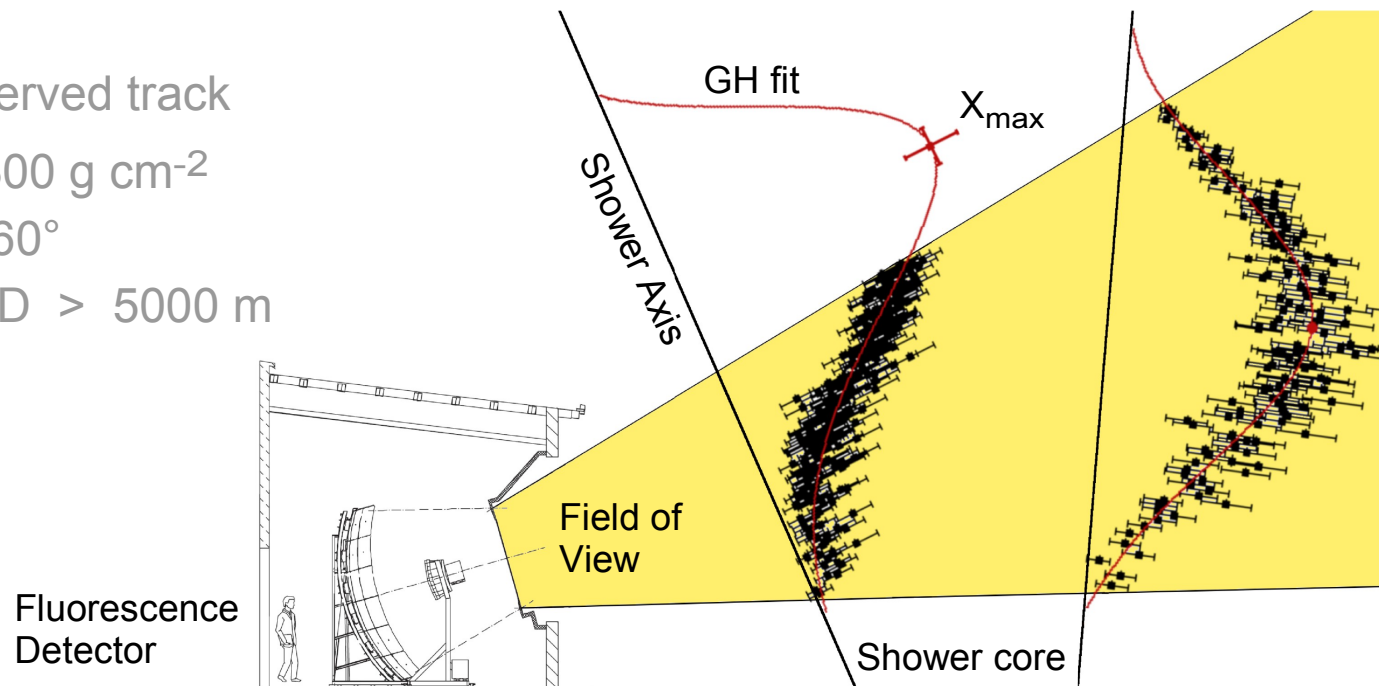 erved track
00 g cm-2
60°
D > 5000 m
GH fit
Xmax
Shower Axis
Field of
View
Fluorescence
Detector
Shower core